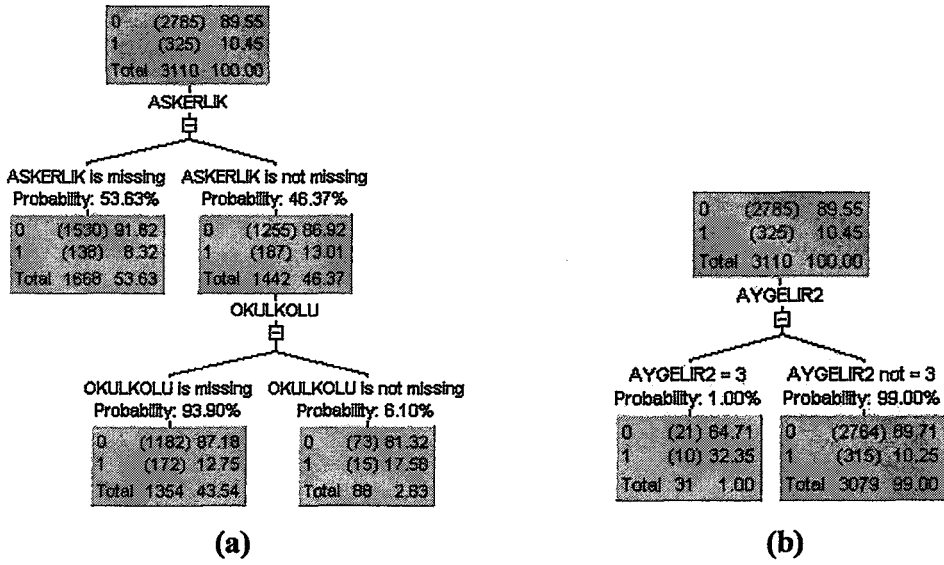 0 (2785) 89.55
1 (325) 10.45
Total 3110 100.00
ASKERLIK
ASKERLIK is missing
Probability: 53.63%
0 (1530) 91.62
1 (138) 8.32
Total 1668 53.63
ASKERLIK is not missing
Probability: 46.37%
0 (1255) 86.92
1 (187) 13.01
Total 1442 46.37
OKULKOLU
OKULKOLU is missing
Probability: 93.90%
0 (1182) 87.18
1 (172) 12.75
Total 1354 43.54
OKULKOLU is not missing
Probability: 6.10%
0 (73) 81.32
1 (15) 17.58
Total 88 2.83
(a)
0 (2785) 89.55
1 (325) 10.45
Total 3110 100.00
AYGELIR2
AYGELIR2 = 3
Probability: 1.00%
0 (21) 64.71
1 (10) 32.35
Total 31 1.00
AYGELIR2 not = 3
Probability: 99.00%
0 (2764) 89.71
1 (315) 10.25
Total 3079 99.00
(b)